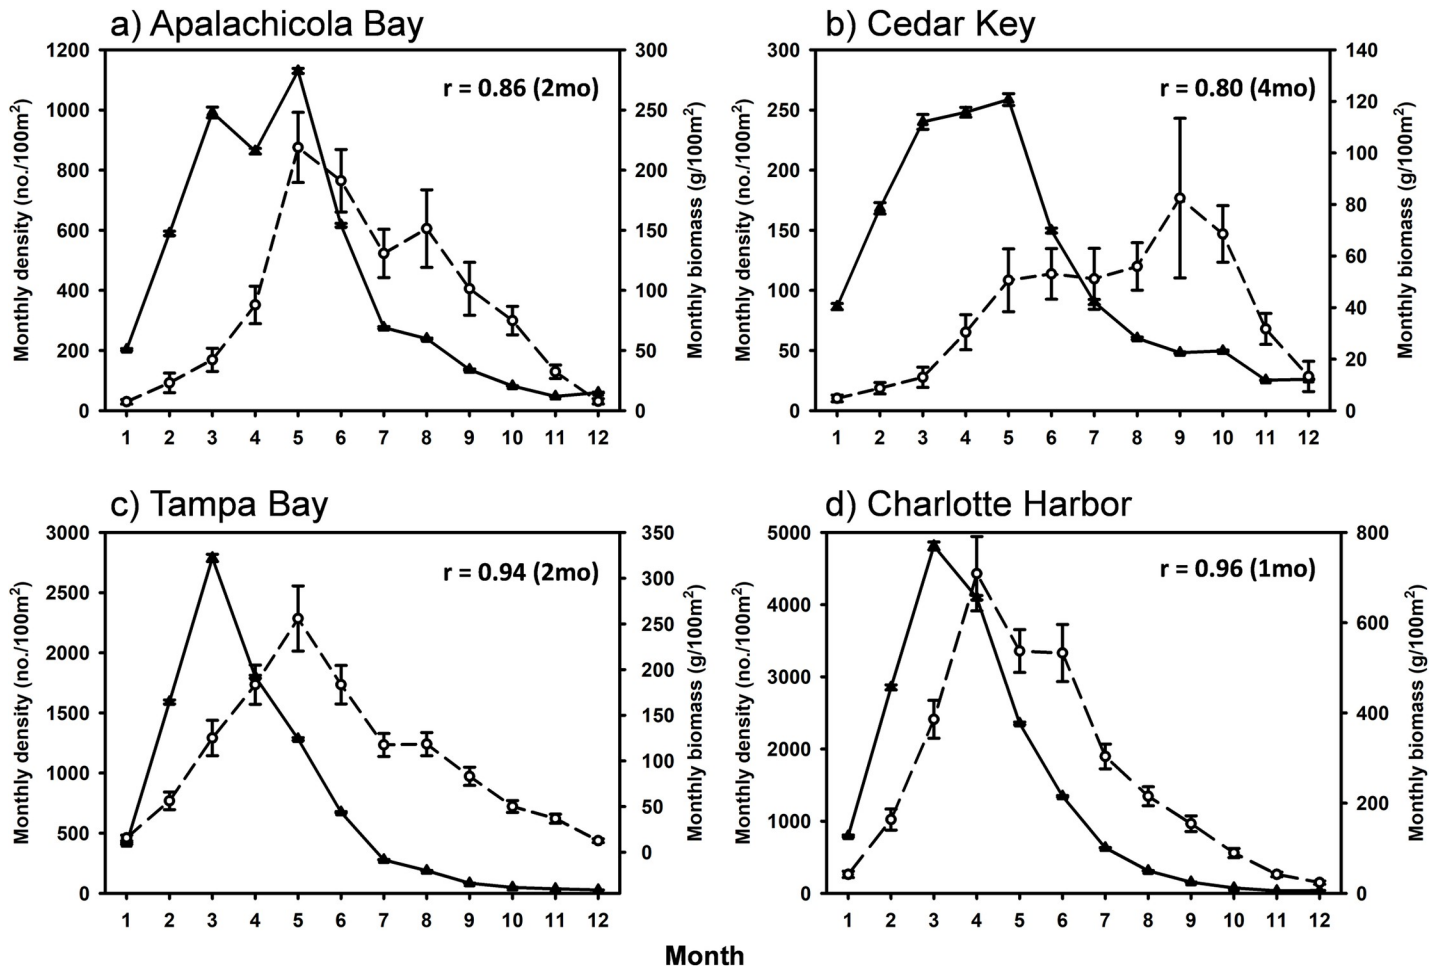 a) Apalachicola Bay
b) Cedar Key
1200
1000
800
600
400
200
0
300
250
200
150
100
50
0
r = 0.86 (2mo)
Monthly density (no./100m²)
Monthly biomass (g/100m²)
1 2 3 4 5 6 7 8 9 10 11 12
300
250
200
150
100
50
0
140
120
100
80
60
40
20
0
r = 0.80 (4mo)
Monthly density (no./100m²)
Monthly biomass (g/100m²)
1 2 3 4 5 6 7 8 9 10 11 12
c) Tampa Bay
d) Charlotte Harbor
3000
2500
2000
1500
1000
500
0
350
300
250
200
150
100
50
0
r = 0.94 (2mo)
Monthly density (no./100m²)
Monthly biomass (g/100m²)
1 2 3 4 5 6 7 8 9 10 11 12
5000
4000
3000
2000
1000
0
800
600
400
200
0
r = 0.96 (1mo)
Monthly density (no./100m²)
Monthly biomass (g/100m²)
1 2 3 4 5 6 7 8 9 10 11 12
Month